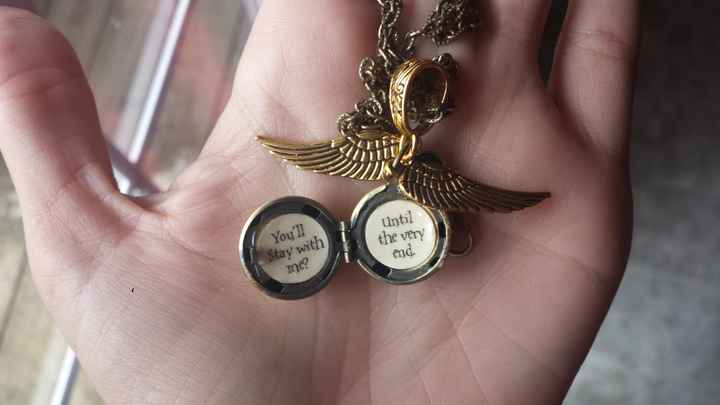 You'll
Stay with
me?
Until
the very
end.